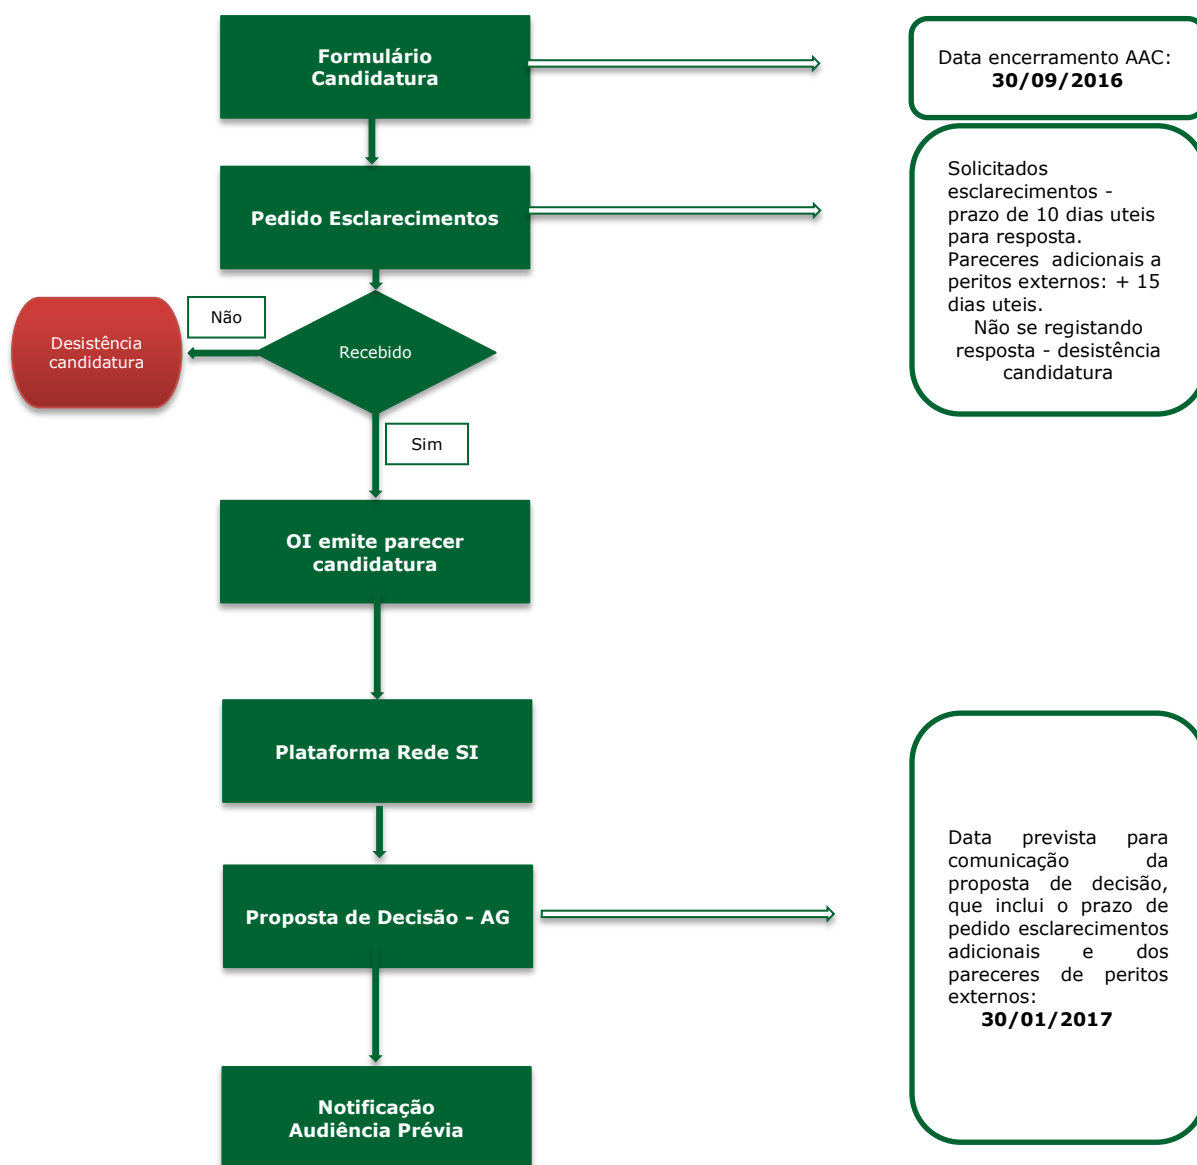 Formulário
Candidatura
Data encerramento AAC:
30/09/2016
Pedido Esclarecimentos
Solicitados
esclarecimentos -
prazo de 10 dias uteis
para resposta.
Pareceres adicionais a
peritos externos: + 15
dias uteis.
Não se registando
resposta - desistência
candidatura
Não
Desistência
candidatura
Recebido
Sim
OI emite parecer
candidatura
Plataforma Rede SI
Proposta de Decisão - AG
Data prevista para
comunicação da
proposta de decisão,
que inclui o prazo de
pedido esclarecimentos
adicionais e dos
pareceres de peritos
externos:
30/01/2017
Notificação
Audiência Prévia